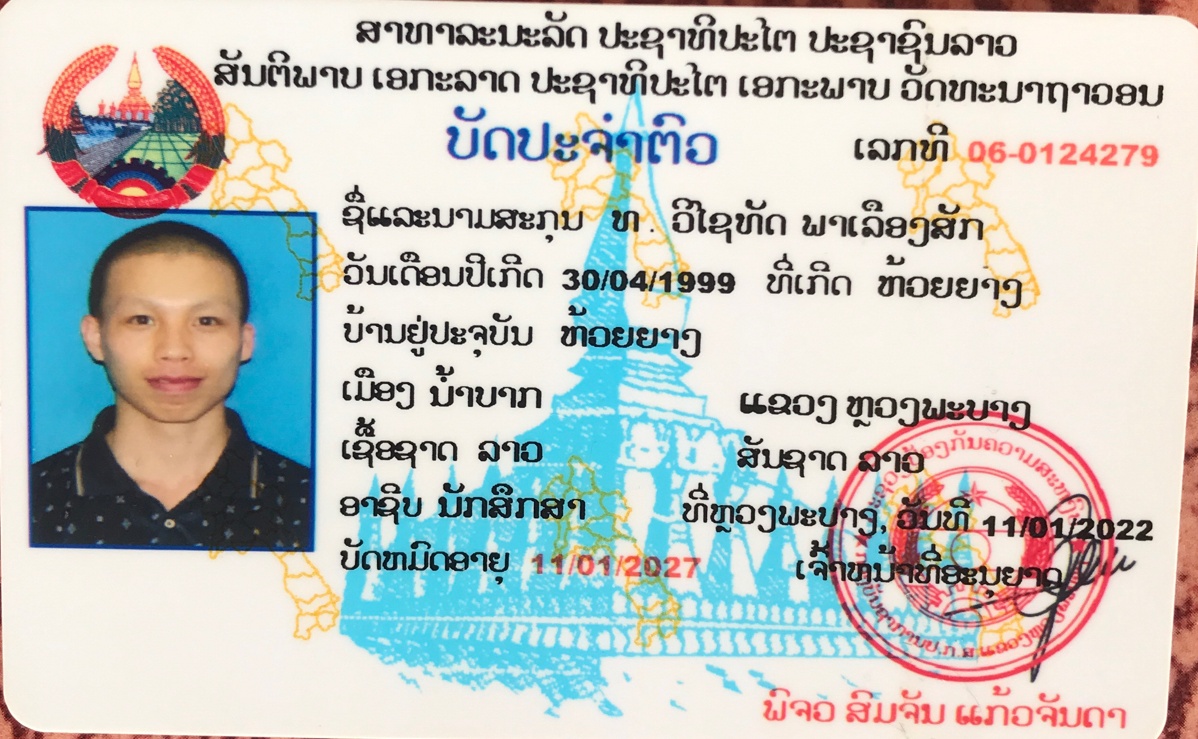 ສາທາລະນະລັດ ປະຊາທິປະໄຕ ປະຊາຊົນລາວ
ສັນຕິພາບ ເອກະລາດ ປະຊາທິປະໄຕ ເອກະພາບ ວັດທະນາຖາວອນ
ບັດປະຈຳຕົວ ເລກທີ 06-0124279
ຊື່ແລະນາມສະກຸນ ທ. ວິໄຊທັດ ພາເລືອງສັກ
ວັນເດືອນປີເກີດ 30/04/1999 ທີ່ເກີດ ຫ້ວຍຍາງ
ບ້ານຢູ່ປະຈຸບັນ ຫ້ວຍຍາງ
ເມືອງ ນ້ຳບາກ ແຂວງ ຫຼວງພະບາງ
ເຊື້ອຊາດ ລາວ ສັນຊາດ ລາວ
ອາຊີບ ນັກສຶກສາ ທີ່ຫຼວງພະບາງ, ວັນທີ 11/01/2022
ບັດຫມົດອາຍຸ 11/01/2027 ເຈົ້າຫນ້າທີ່ອະນຸຍາດ
ພົຈວ ສົມຈັນ ແກ້ວຈັນດາ